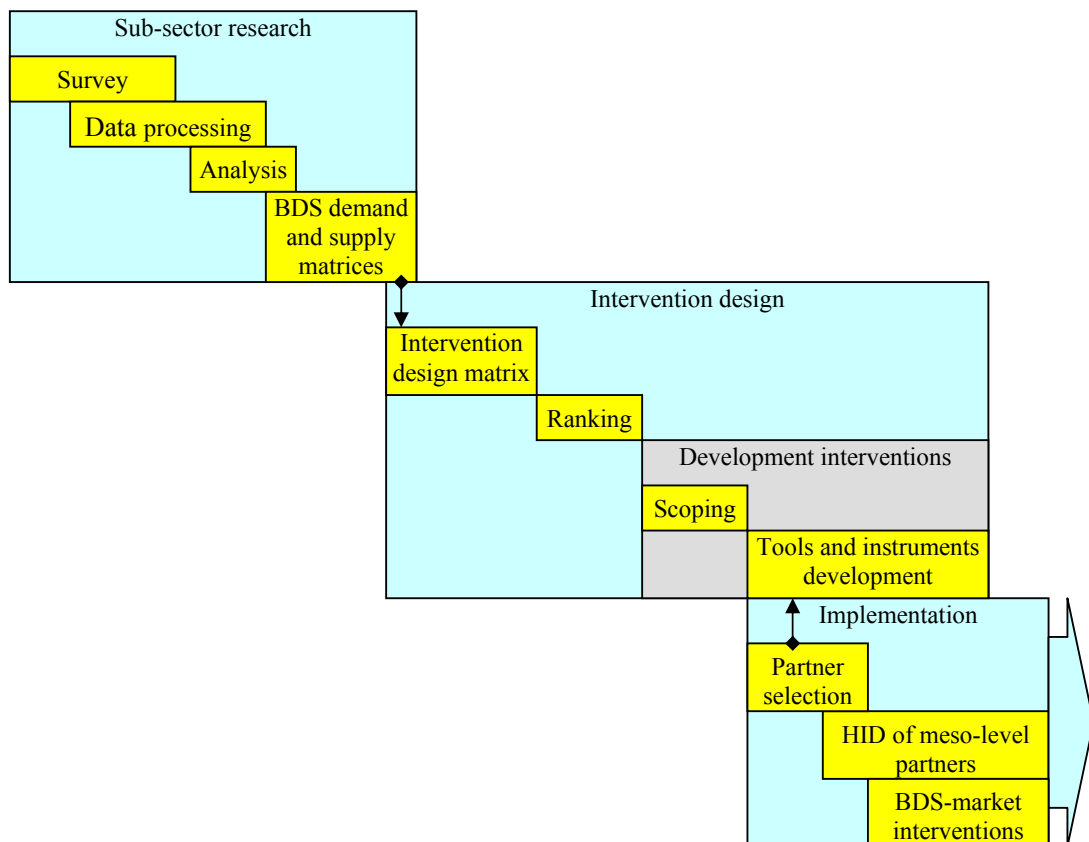 Sub-sector research
Survey
Data processing
Analysis
BDS demand
and supply
matrices
Intervention design
Intervention
design matrix
Ranking
Development interventions
Scoping
Tools and instruments
development
Implementation
Partner
selection
HID of meso-level
partners
BDS-market
interventions